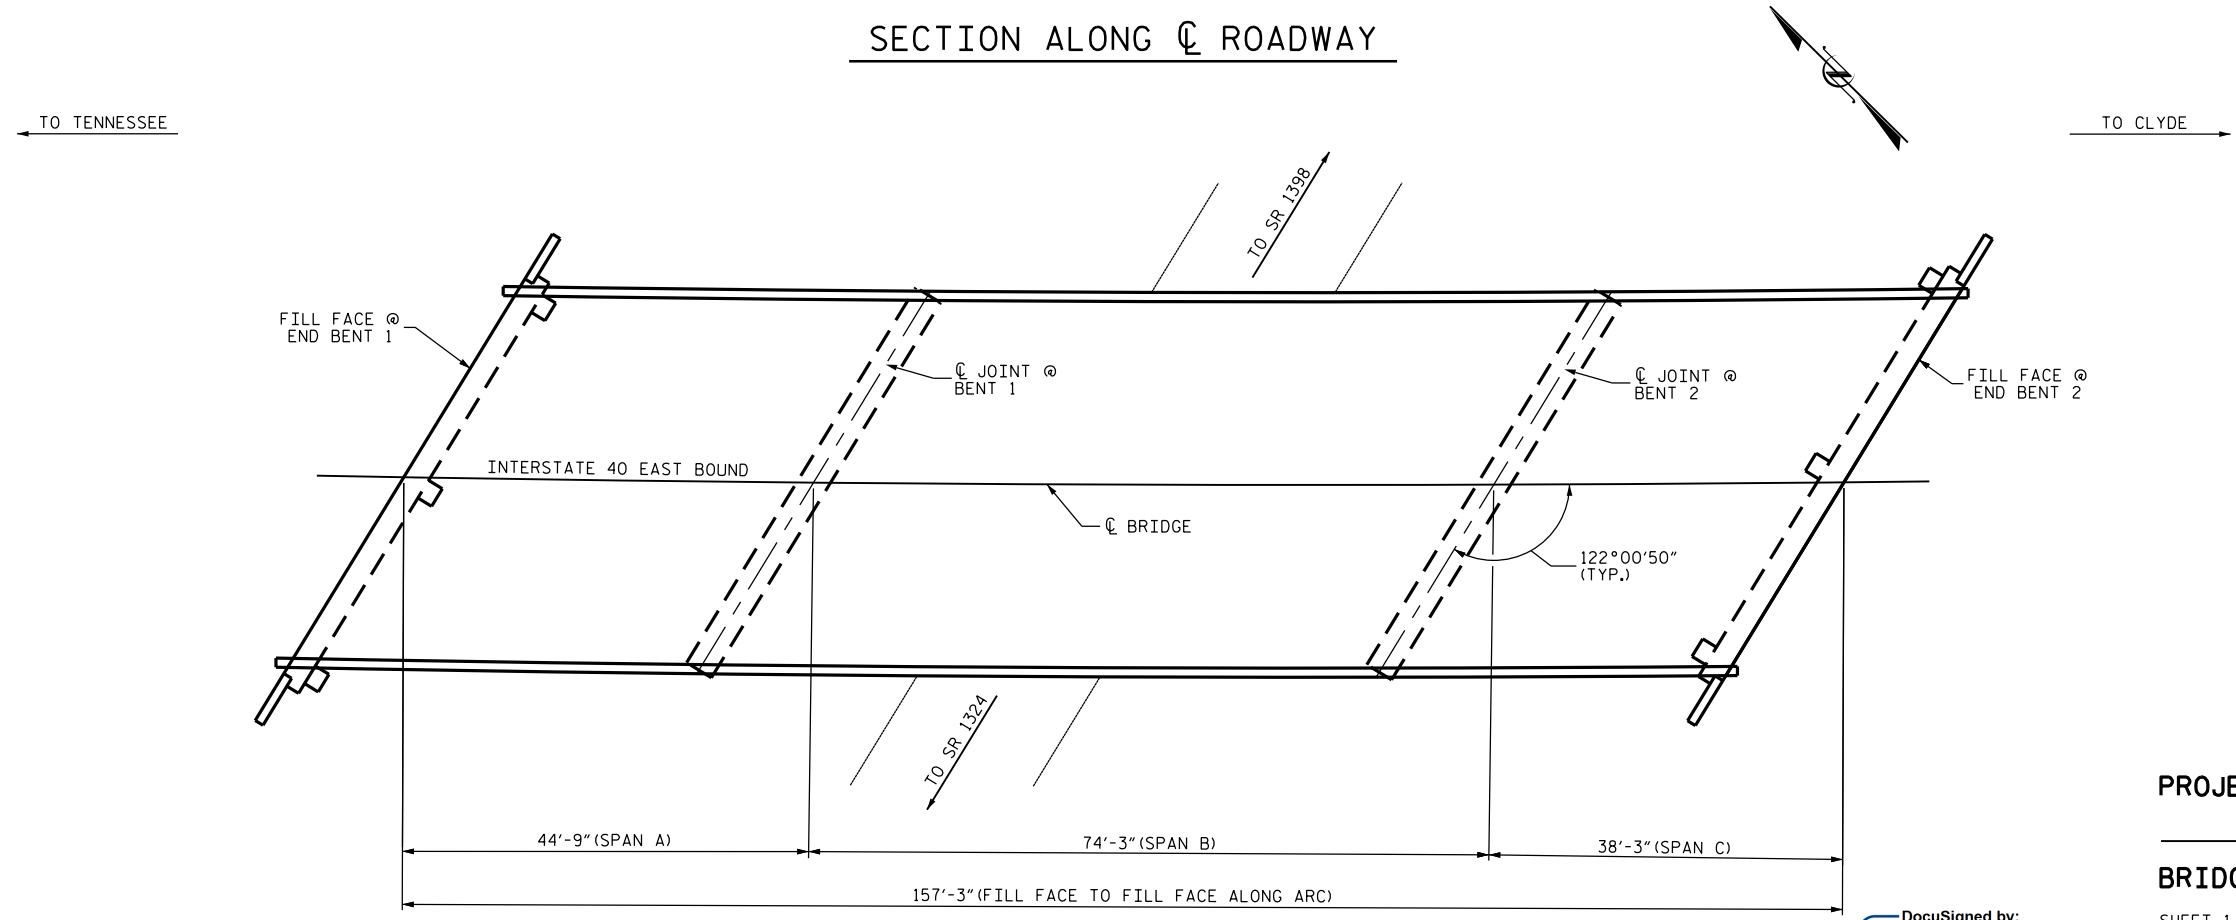 SECTION ALONG ℄ ROADWAY
TO TENNESSEE
TO CLYDE
TO SR 1398
FILL FACE @
END BENT 1
℄ JOINT @
BENT 1
℄ JOINT @
BENT 2
FILL FACE @
END BENT 2
INTERSTATE 40 EAST BOUND
℄ BRIDGE
122°00'50"
(TYP.)
TO SR 1324
44'-9"(SPAN A)
74'-3"(SPAN B)
38'-3"(SPAN C)
157'-3"(FILL FACE TO FILL FACE ALONG ARC)
DocuSigned by: